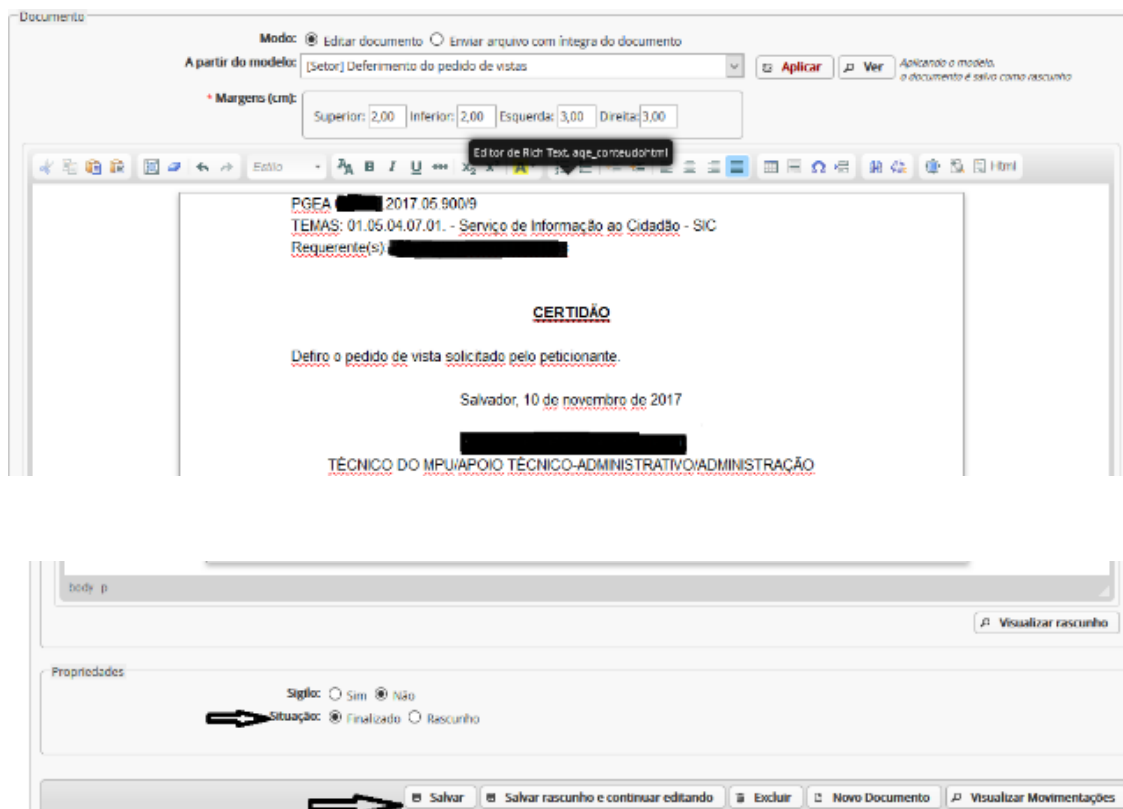 Documento
Modo: Editar documento Enviar arquivo com íntegra do documento
A partir do modelo: [Setor] Deferimento do pedido de vistas Aplicar Ver Aplicando o modelo,
o documento é salvo como rascunho
* Margens (cm):
Superior: 2,00 Inferior: 2,00 Esquerda: 3,00 Direita: 3,00
Editor de Rich Text, aqe_conteudohtml
Estilo A B I U Html
PGEA 2017.05.900/9
TEMAS: 01.05.04.07.01. - Serviço de Informação ao Cidadão - SIC
Requerente(s)
CERTIDÃO
Defiro o pedido de vista solicitado pelo peticionante.
Salvador, 10 de novembro de 2017
TÉCNICO DO MPU/APOIO TÉCNICO-ADMINISTRATIVO/ADMINISTRAÇÃO
body p
Visualizar rascunho
Propriedades
Sigilo: Sim Não
Situação: Finalizado Rascunho
Salvar Salvar rascunho e continuar editando Excluir Novo Documento Visualizar Movimentações